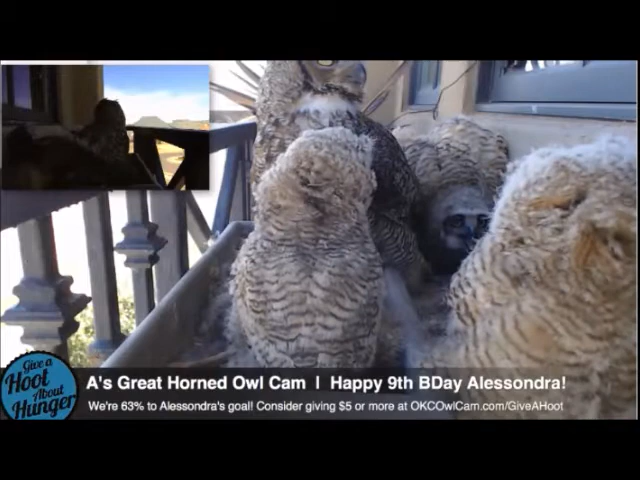 Give a
Hoot
About
Hunger
A's Great Horned Owl Cam | Happy 9th BDay Alessondra!
We're 63% to Alessondra's goal! Consider giving $5 or more at OKCOwlCam.com/GiveAHoot